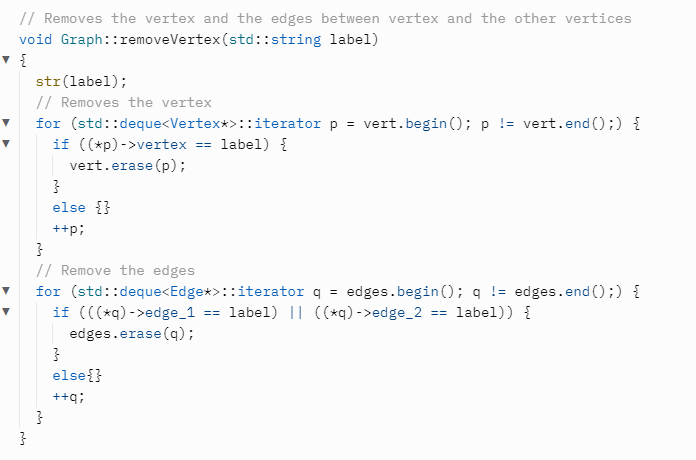 // Removes the vertex and the edges between vertex and the other vertices
void Graph::removeVertex(std::string label)
{
str(label);
// Removes the vertex
for (std::deque<Vertex*>::iterator p = vert.begin(); p != vert.end();) {
if ((*p)->vertex == label) {
vert.erase(p);
}
else {}
++p;
}
// Remove the edges
for (std::deque<Edge*>::iterator q = edges.begin(); q != edges.end();) {
if (((*q)->edge_1 == label) || ((*q)->edge_2 == label)) {
edges.erase(q);
}
else{}
++q;
}
}